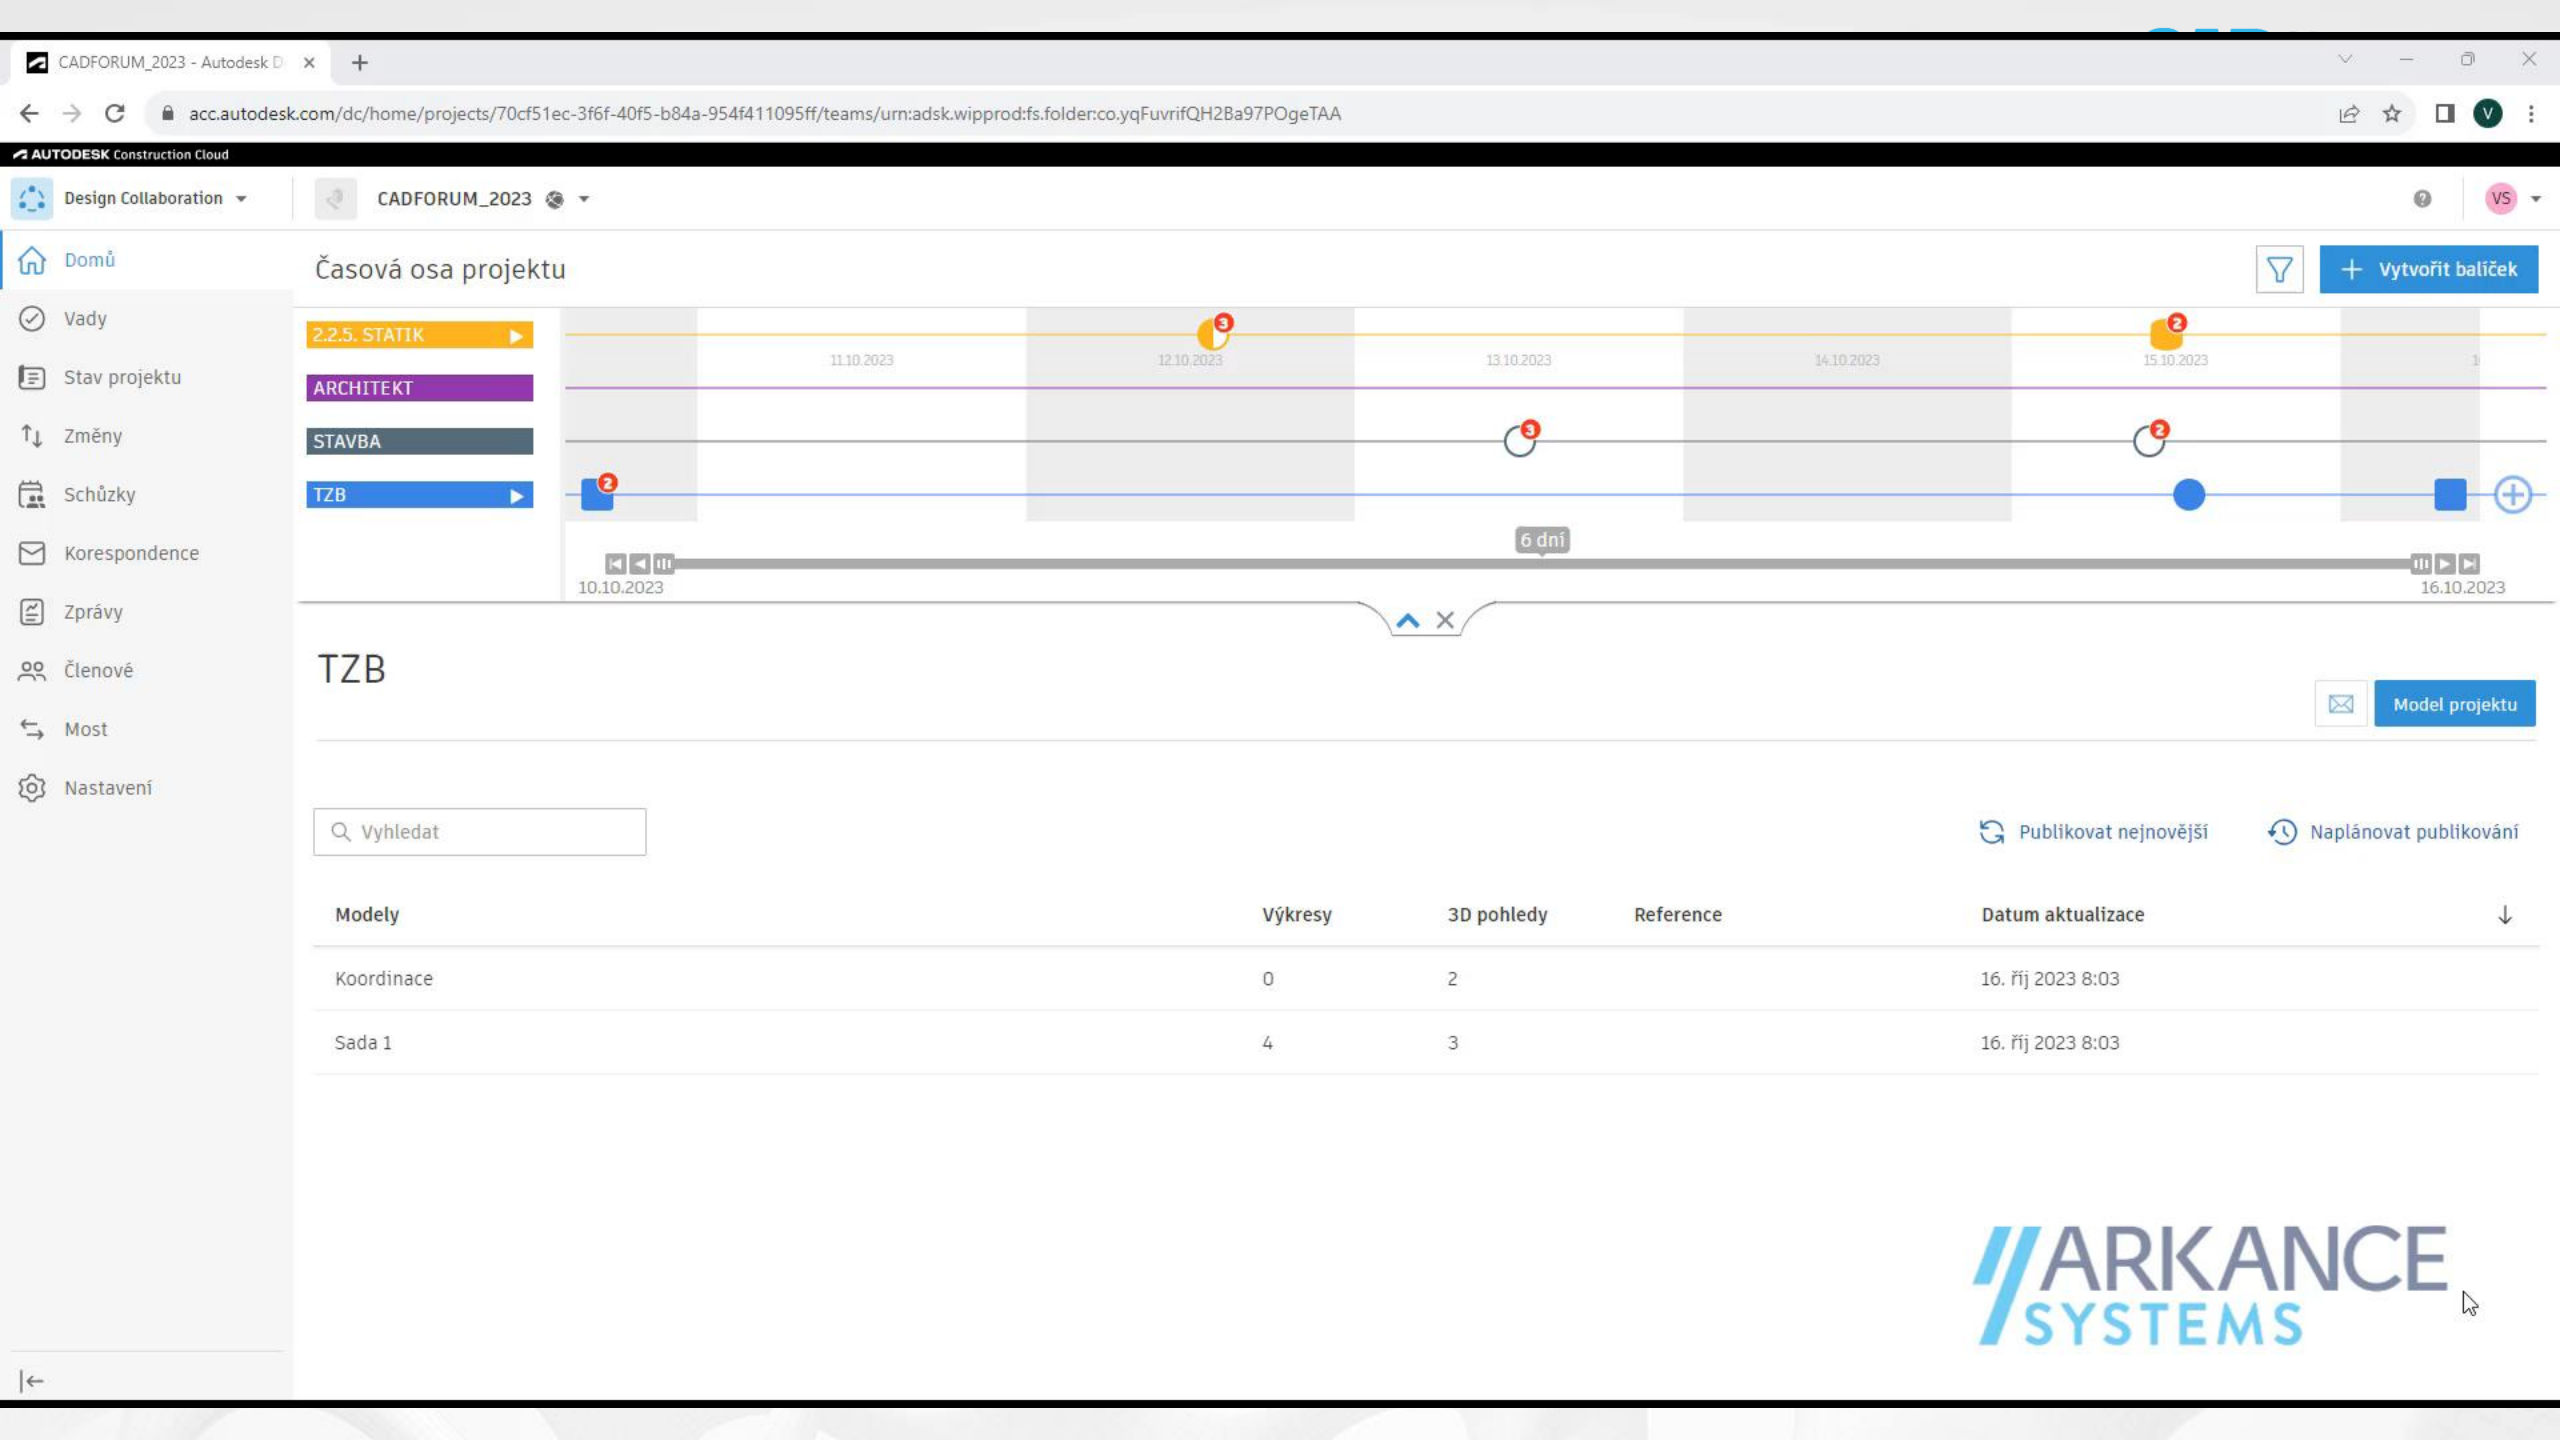 CADFORUM_2023 - Autodesk D
acc.autodesk.com/dc/home/projects/70cf51ec-3f6f-40f5-b84a-954f411095ff/teams/urn:adsk.wipprod:fs.folder:co.yqFuvrifQH2Ba97POgeTAA
V
AUTODESK Construction Cloud
Design Collaboration
CADFORUM_2023
VS
Domů
Vady
Stav projektu
Změny
Schůzky
Korespondence
Zprávy
Členové
Most
Nastavení
Časová osa projektu
Vytvořit balíček
2.2.5. STATIK
3
2
11.10.2023
12.10.2023
13.10.2023
14.10.2023
15.10.2023
ARCHITEKT
STAVBA
3
2
TZB
2
6 dní
10.10.2023
16.10.2023
TZB
Model projektu
Vyhledat
Publikovat nejnovější
Naplánovat publikování
Modely Výkresy 3D pohledy Reference Datum aktualizace
Koordinace 0 2 16. říj 2023 8:03
Sada 1 4 3 16. říj 2023 8:03
ARKANCE
SYSTEMS